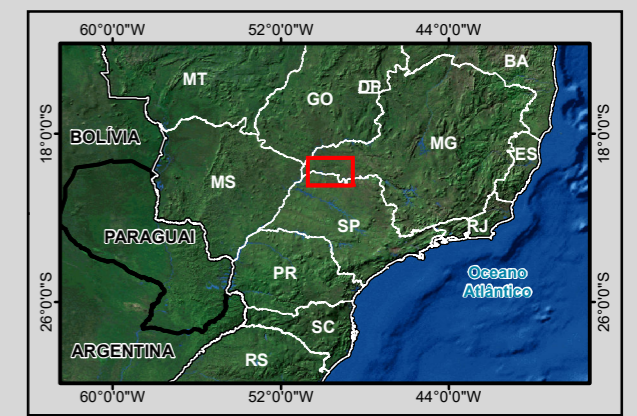 60°0'0"W 52°0'0"W 44°0'0"W
BA
MT
DF
GO
18°0'0"S 18°0'0"S
BOLÍVIA
MG
ES
MS
SP
RJ
PARAGUAI
PR
Oceano
Atlântico
26°0'0"S 26°0'0"S
SC
ARGENTINA
RS
60°0'0"W 52°0'0"W 44°0'0"W